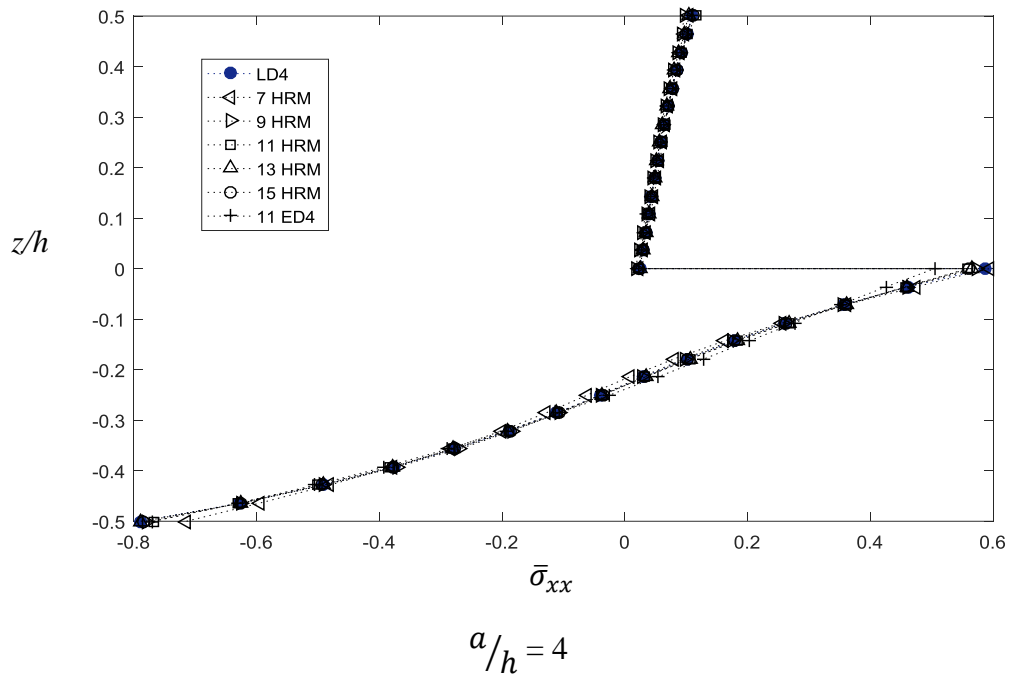 0.5
0.4
0.3
0.2
0.1
0
-0.1
-0.2
-0.3
-0.4
-0.5
z/h
LD4
7 HRM
9 HRM
11 HRM
13 HRM
15 HRM
11 ED4
-0.8 -0.6 -0.4 -0.2 0 0.2 0.4 0.6
σ̄xx
a/h = 4